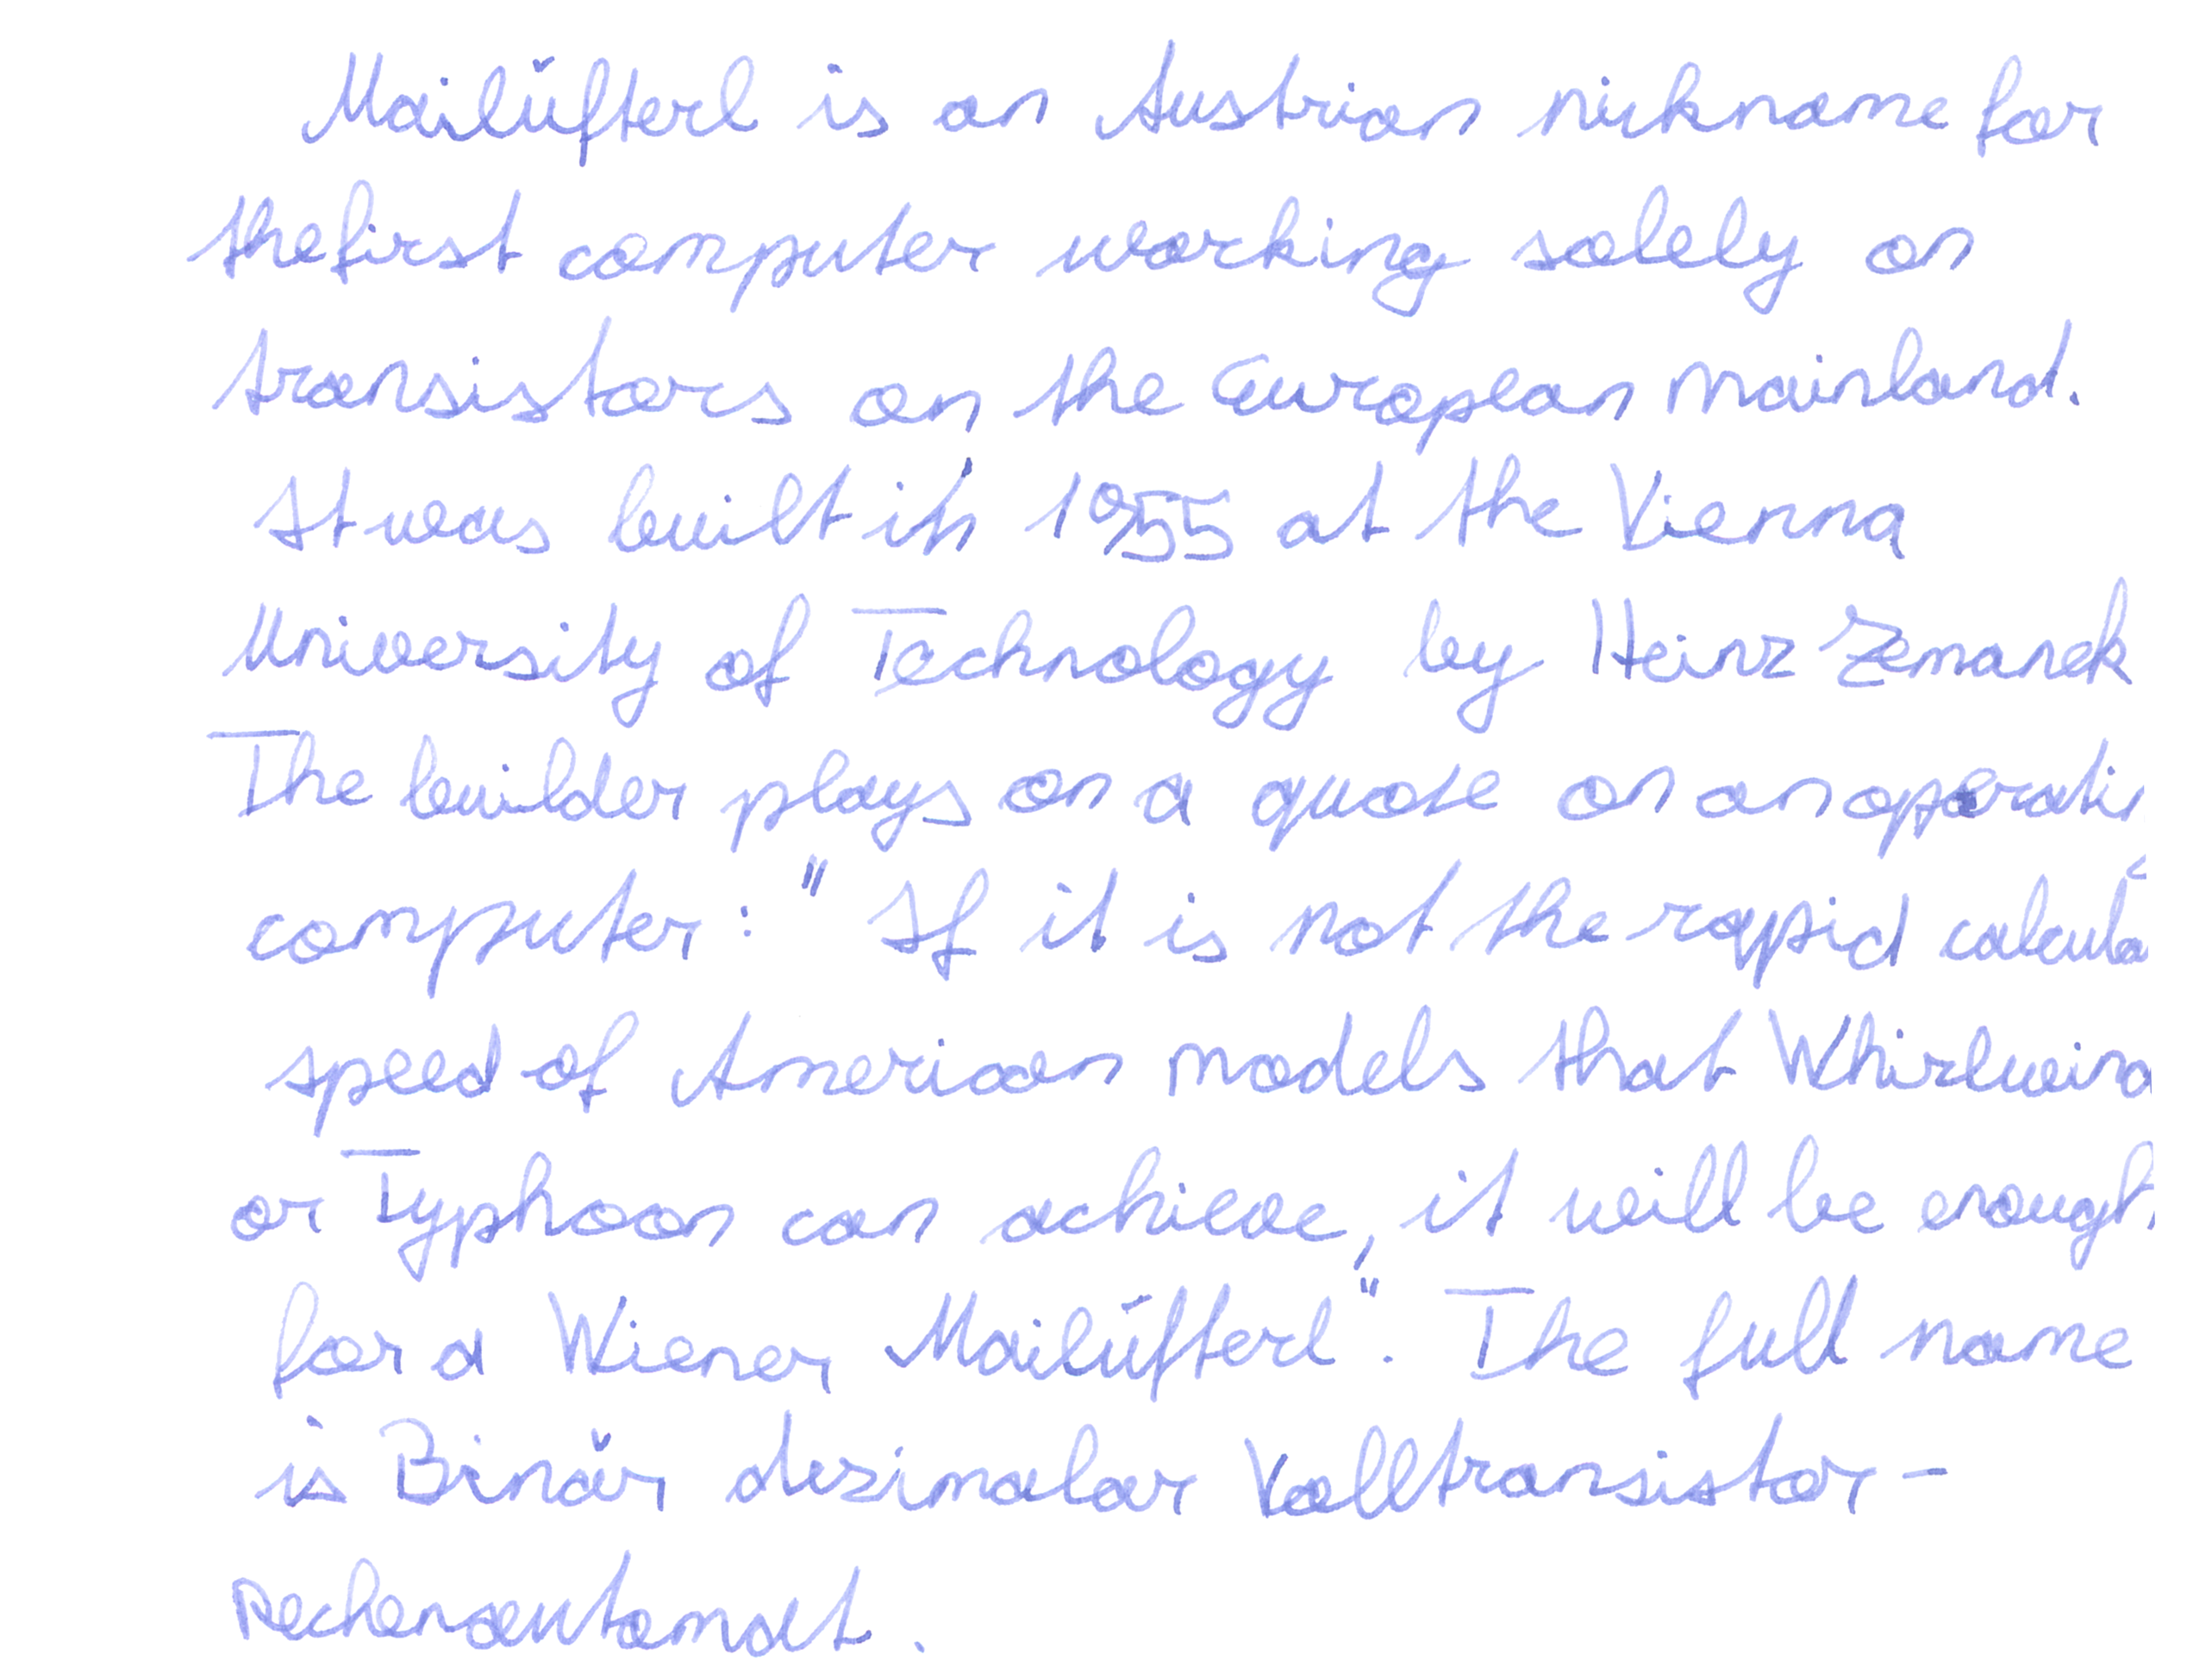 Mailüfterl is an Austrian nickname for
the first computer working solely on
transistors on the European mainland.
It was built in 1955 at the Vienna
University of Technology by Heinz Zemanek
The builder plays on a quote on an operati
computer: "If it is not the rapid calcula
speed of American models that Whirlwind
or Typhoon can achieve, it will be enough
for a Wiener Mailüfterl". The full name
is Binär dezimalar Volltransistor-
Rechenautomat.